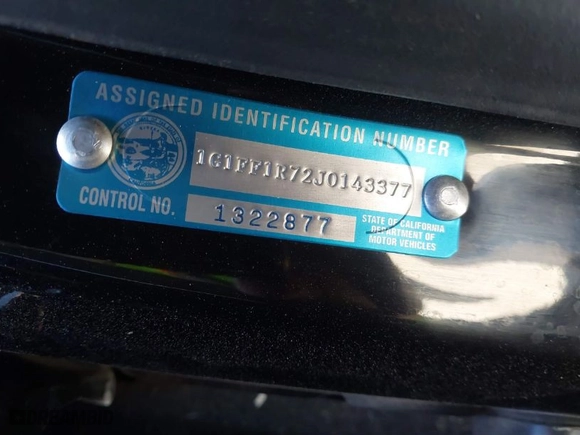 ASSIGNED IDENTIFICATION NUMBER
1G1FF1R72J0143377
CONTROL NO. 1322877
STATE OF CALIFORNIA
DEPARTMENT OF
MOTOR VEHICLES